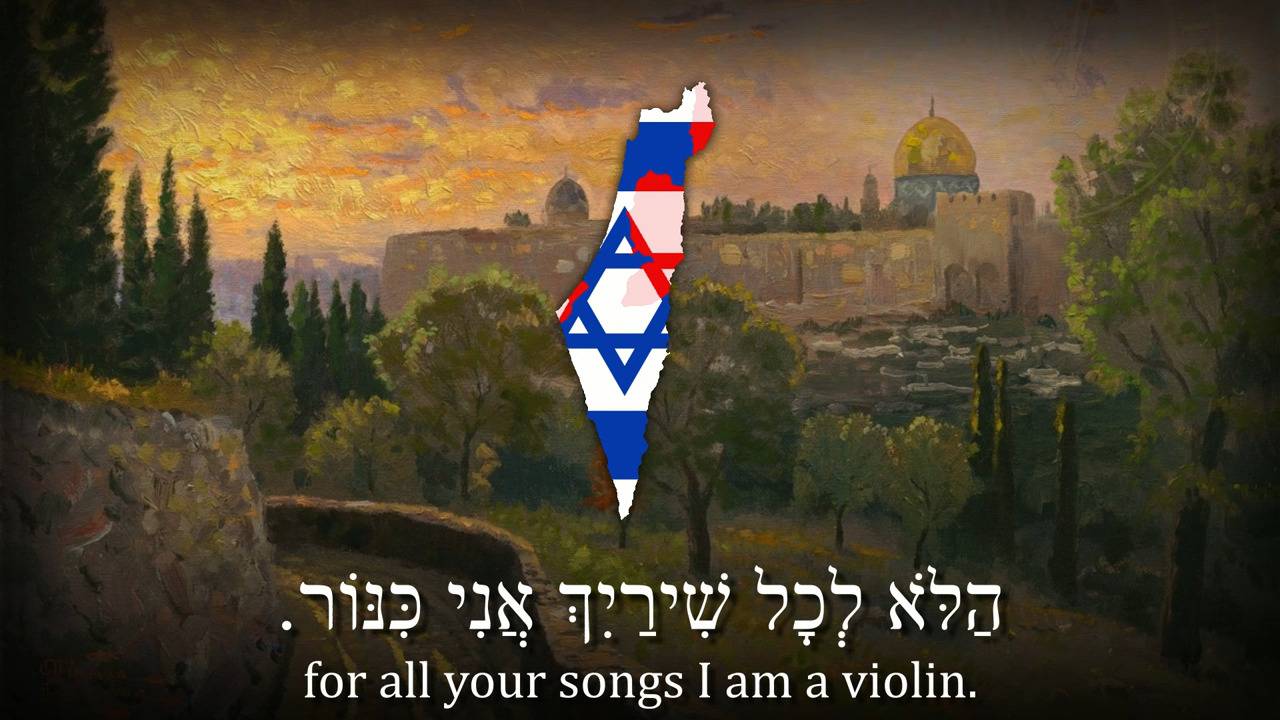 הַלֹּא לְכָל שִׁירַיִךְ אֲנִי כִּנּוֹר.
for all your songs I am a violin.